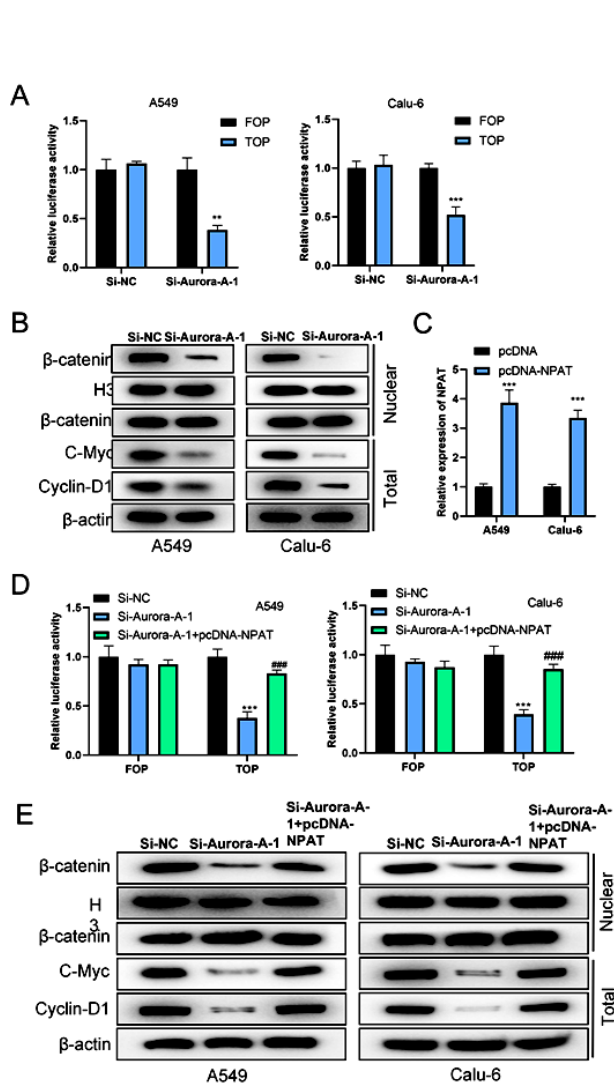 A
A549
Calu-6
FOP
TOP
FOP
TOP
Relative luciferase activity
1.5
1.0
0.5
0.0
Si-NC
Si-Aurora-A-1
**
Relative luciferase activity
1.5
1.0
0.5
0.0
Si-NC
Si-Aurora-A-1
***
B
Si-NC Si-Aurora-A-1
Si-NC Si-Aurora-A-1
β-catenin
H3
β-catenin
C-Myc
Cyclin-D1
β-actin
Nuclear
Total
A549
Calu-6
C
pcDNA
pcDNA-NPAT
Relative expression of NPAT
5
4
3
2
1
0
***
***
A549
Calu-6
D
Si-NC
Si-Aurora-A-1
Si-Aurora-A-1+pcDNA-NPAT
A549
Relative luciferase activity
1.5
1.0
0.5
0.0
***
###
FOP
TOP
Si-NC
Si-Aurora-A-1
Si-Aurora-A-1+pcDNA-NPAT
Calu-6
Relative luciferase activity
1.5
1.0
0.5
0.0
***
###
FOP
TOP
E
Si-NC
Si-Aurora-A-1
Si-Aurora-A-
1+pcDNA-
NPAT
Si-NC
Si-Aurora-A-1
Si-Aurora-A-
1+pcDNA-
NPAT
β-catenin
H
3
β-catenin
C-Myc
Cyclin-D1
β-actin
Nuclear
Total
A549
Calu-6